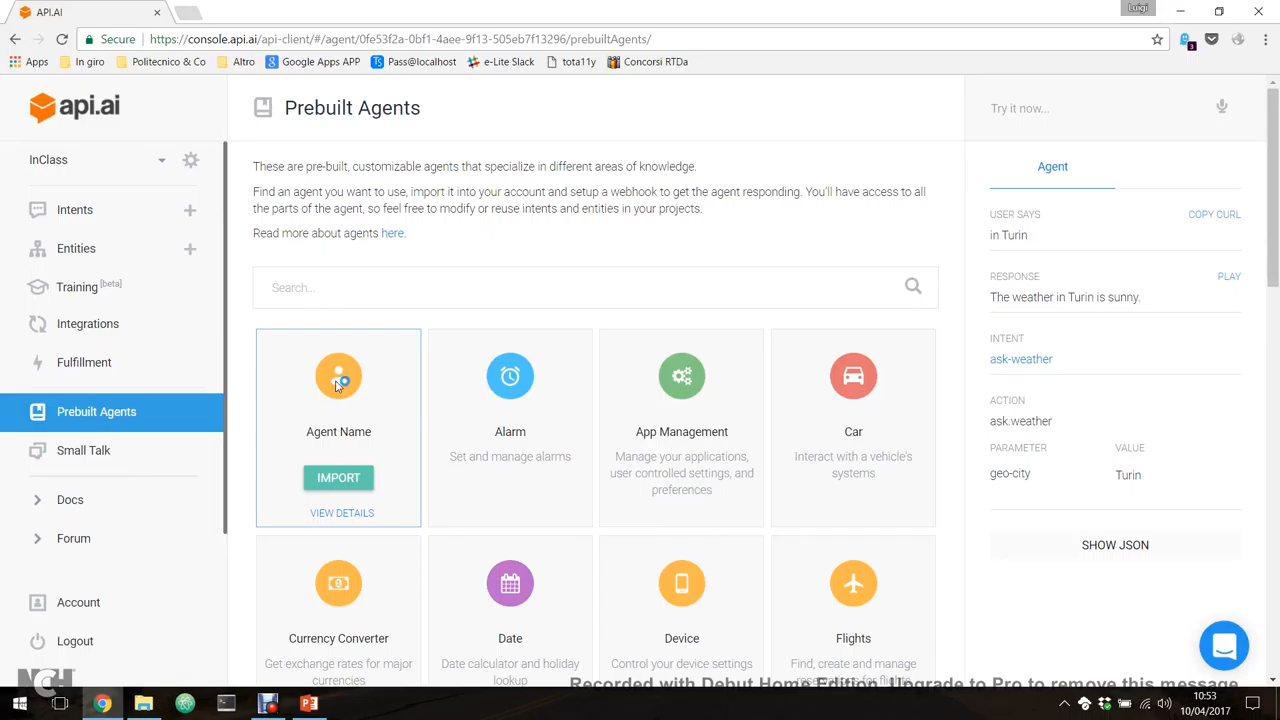 API.AI
Luigi
Secure
https://console.api.ai/api-client/#/agent/0fe53f2a-0bf1-4aee-9f13-505eb7f13296/prebuiltAgents/
3
Apps
In giro
Politecnico & Co
Altro
Google Apps APP
Pass@localhost
e-Lite Slack
tota11y
Concorsi RTDa
api.ai
InClass
Intents
Entities
Training [beta]
Integrations
Fulfillment
Prebuilt Agents
Small Talk
Docs
Forum
Account
Logout
Prebuilt Agents
These are pre-built, customizable agents that specialize in different areas of knowledge.
Find an agent you want to use, import it into your account and setup a webhook to get the agent responding. You'll have access to all
the parts of the agent, so feel free to modify or reuse intents and entities in your projects.
Read more about agents here.
Search...
Agent Name
IMPORT
VIEW DETAILS
Alarm
Set and manage alarms
App Management
Manage your applications,
user controlled settings, and
preferences
Car
Interact with a vehicle's
systems
Currency Converter
Get exchange rates for major
currencies
Date
Date calculator and holiday
lookup
Device
Control your device settings
Flights
Find, create and manage
reservations for flights
Try it now...
Agent
USER SAYS
COPY CURL
in Turin
RESPONSE
PLAY
The weather in Turin is sunny.
INTENT
ask-weather
ACTION
ask.weather
PARAMETER
VALUE
geo-city
Turin
SHOW JSON
NCH
Recorded with Debut Home Edition. Upgrade to Pro to remove this message
10:53
10/04/2017